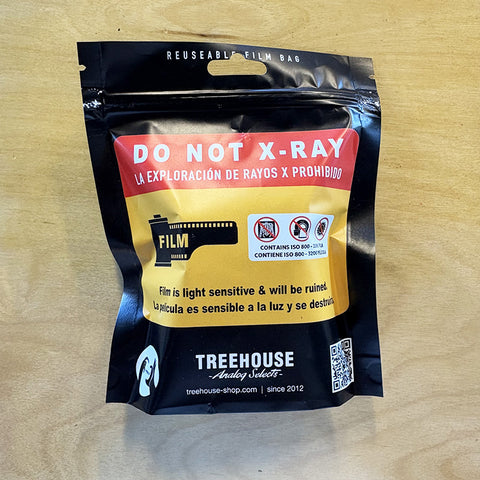 REUSEABLE FILM BAG
DO NOT X-RAY
LA EXPLORACIÓN DE RAYOS X PROHIBIDO
FILM
CONTAINS ISO 800 - 3200 FILM
CONTIENE ISO 800 - 3200 PELÍCULA
Film is light sensitive & will be ruined.
La película es sensible a la luz y se destruirá.
TREEHOUSE
-Analog Selects-
treehouse-shop.com | since 2012